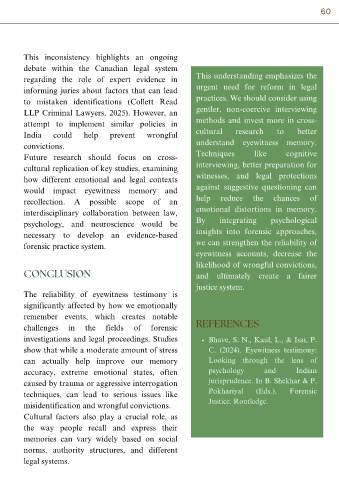 60
This inconsistency highlights an ongoing
debate within the Canadian legal system
regarding the role of expert evidence in
informing juries about factors that can lead
to mistaken identifications (Collett Read
LLP Criminal Lawyers, 2025). However, an
attempt to implement similar policies in
India could help prevent wrongful
convictions.
Future research should focus on cross-
cultural replication of key studies, examining
how different emotional and legal contexts
would impact eyewitness memory and
recollection. A possible scope of an
interdisciplinary collaboration between law,
psychology, and neuroscience would be
necessary to develop an evidence-based
forensic practice system.
CONCLUSION
The reliability of eyewitness testimony is
significantly affected by how we emotionally
remember events, which creates notable
challenges in the fields of forensic
investigations and legal proceedings. Studies
show that while a moderate amount of stress
can actually help improve our memory
accuracy, extreme emotional states, often
caused by trauma or aggressive interrogation
techniques, can lead to serious issues like
misidentification and wrongful convictions.
Cultural factors also play a crucial role, as
the way people recall and express their
memories can vary widely based on social
norms, authority structures, and different
legal systems.
This understanding emphasizes the
urgent need for reform in legal
practices. We should consider using
gentler, non-coercive interviewing
methods and invest more in cross-
cultural research to better
understand eyewitness memory.
Techniques like cognitive
interviewing, better preparation for
witnesses, and legal protections
against suggestive questioning can
help reduce the chances of
emotional distortions in memory.
By integrating psychological
insights into forensic approaches,
we can strengthen the reliability of
eyewitness accounts, decrease the
likelihood of wrongful convictions,
and ultimately create a fairer
justice system.
REFERENCES
• Bhave, S. N., Kaul, L., & Isai, P.
C. (2024). Eyewitness testimony:
Looking through the lens of
psychology and Indian
jurisprudence. In B. Shekhar & P.
Pokhariyal (Eds.), Forensic
Justice. Routledge.